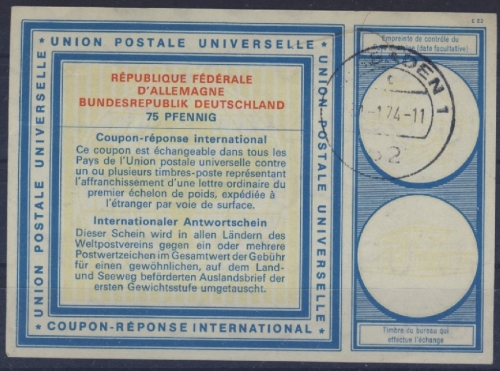 C 22
UNION POSTALE UNIVERSELLE
UNION POSTALE UNIVERSELLE
RÉPUBLIQUE FÉDÉRALE
D'ALLEMAGNE
BUNDESREPUBLIK DEUTSCHLAND
75 PFENNIG
Coupon-réponse international
Ce coupon est échangeable dans tous les
Pays de l'Union postale universelle contre
un ou plusieurs timbres-poste représentant
l'affranchissement d'une lettre ordinaire du
premier échelon de poids, expédiée à
l'étranger par voie de surface.
Internationaler Antwortschein
Dieser Schein wird in allen Ländern des
Weltpostvereins gegen ein oder mehrere
Postwertzeichen im Gesamtwert der Gebühr
für einen gewöhnlichen, auf dem Land-
und Seeweg beförderten Auslandsbrief der
ersten Gewichtsstufe umgetauscht.
UNION POSTALE UNIVERSELLE
COUPON-RÉPONSE INTERNATIONAL
Empreinte de contrôle du
(date facultative)
BADEN 1
c
-1.74-11
62
Timbre du bureau qui
effectue l'échange